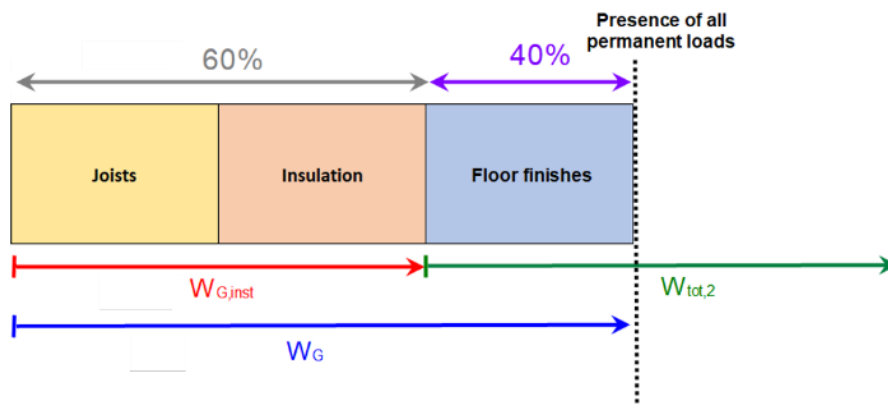 Presence of all
permanent loads
60%
40%
Joists
Insulation
Floor finishes
WG,inst
Wtot,2
WG